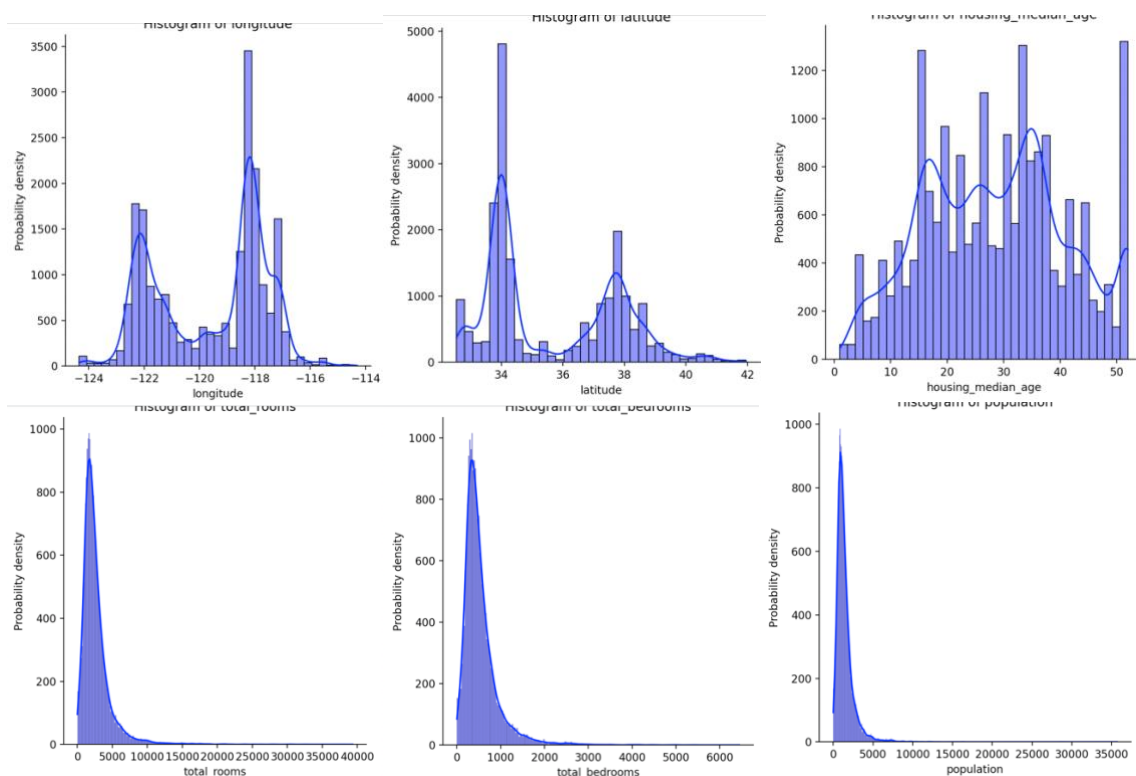 Histogram of longitude
3500
3000
2500
2000
1500
1000
500
0
Probability density
−124 −122 −120 −118 −116 −114
longitude
Histogram of latitude
5000
4000
3000
2000
1000
0
Probability density
34 36 38 40 42
latitude
Histogram of housing_median_age
1200
1000
800
600
400
200
0
Probability density
0 10 20 30 40 50
housing_median_age
Histogram of total_rooms
1000
800
600
400
200
0
Probability density
0 5000 10000 15000 20000 25000 30000 35000 40000
total_rooms
Histogram of total_bedrooms
1000
800
600
400
200
0
Probability density
0 1000 2000 3000 4000 5000 6000
total_bedrooms
Histogram of population
1000
800
600
400
200
0
Probability density
0 5000 10000 15000 20000 25000 30000 35000
population